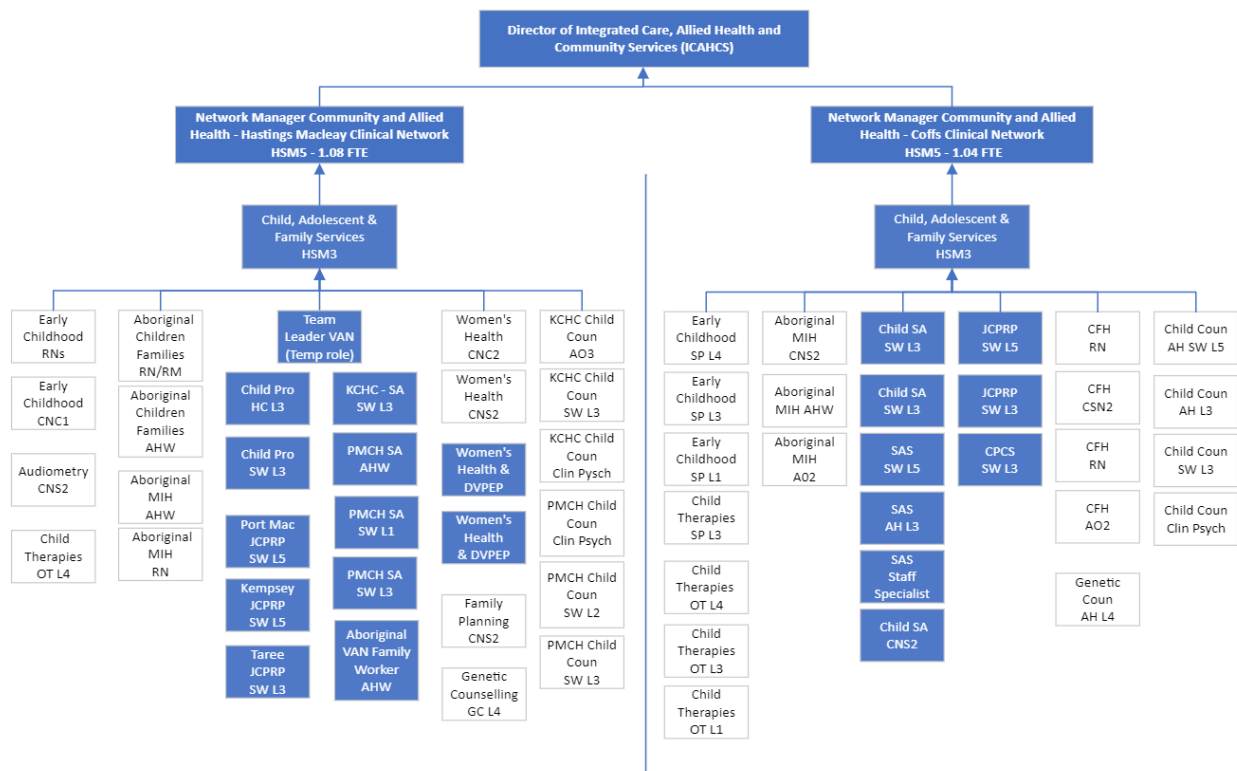 Director of Integrated Care, Allied Health and
Community Services (ICAHCS)
Network Manager Community and Allied
Health - Hastings Macleay Clinical Network
HSM5 - 1.08 FTE
Network Manager Community and Allied
Health - Coffs Clinical Network
HSM5 - 1.04 FTE
Child, Adolescent &
Family Services
HSM3
Child, Adolescent &
Family Services
HSM3
Early
Childhood
RNs
Early
Childhood
CNC1
Audiometry
CNS2
Child
Therapies
OT L4
Aboriginal
Children
Families
RN/RM
Aboriginal
Children
Families
AHW
Aboriginal
MIH
AHW
Aboriginal
MIH
RN
Team
Leader VAN
(Temp role)
Child Pro
HC L3
Child Pro
SW L3
Port Mac
JCPRP
SW L5
Kempsey
JCPRP
SW L5
Taree
JCPRP
SW L3
KCHC - SA
SW L3
PMCH SA
AHW
PMCH SA
SW L1
PMCH SA
SW L3
Aboriginal
VAN Family
Worker
AHW
Women's
Health
CNC2
Women's
Health
CNS2
Women's
Health &
DVPEP
Women's
Health
& DVPEP
Family
Planning
CNS2
Genetic
Counselling
GC L4
KCHC Child
Coun
AO3
KCHC Child
Coun
SW L3
KCHC Child
Coun
Clin Pysch
PMCH Child
Coun
Clin Psych
PMCH Child
Coun
SW L2
PMCH Child
Coun
SW L3
Early
Childhood
SP L4
Early
Childhood
SP L3
Early
Childhood
SP L1
Child
Therapies
SP L3
Child
Therapies
OT L4
Child
Therapies
OT L3
Child
Therapies
OT L1
Aboriginal
MIH
CNS2
Aboriginal
MIH AHW
Aboriginal
MIH
A02
Child SA
SW L3
Child SA
SW L3
SAS
SW L5
SAS
AH L3
SAS
Staff
Specialist
Child SA
CNS2
JCPRP
SW L5
JCPRP
SW L3
CPCS
SW L3
CFH
RN
CFH
CSN2
CFH
RN
CFH
AO2
Genetic
Coun
AH L4
Child Coun
AH SW L5
Child Coun
AH L3
Child Coun
SW L3
Child Coun
Clin Psych